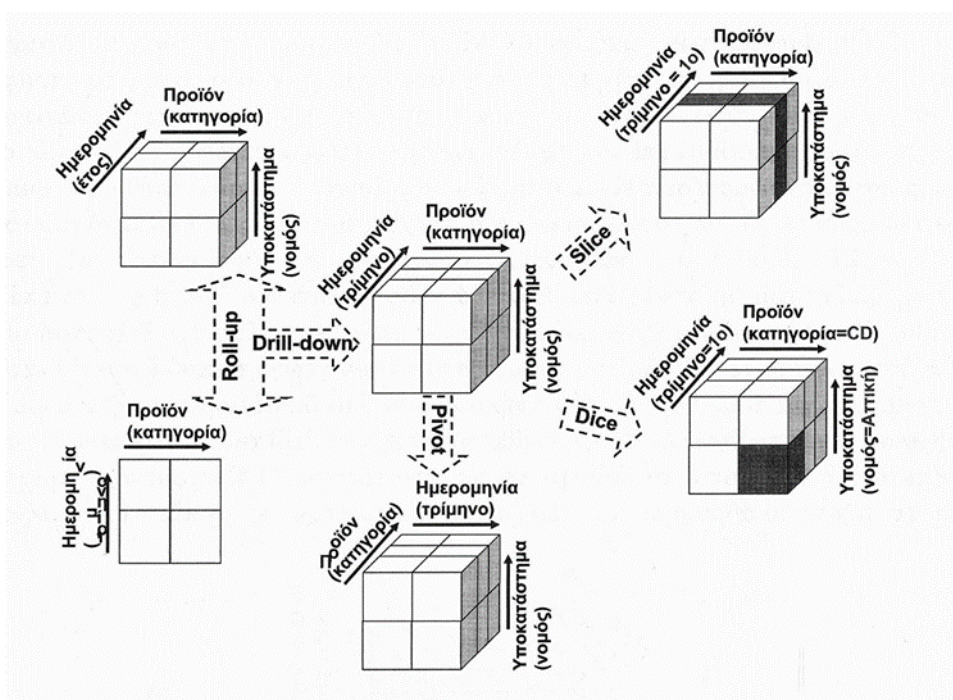 Προϊόν
(κατηγορία)
Ημερομηνία
(τρίμηνο = 1ο)
Υποκατάστημα
(νομός)
Προϊόν
(κατηγορία)
Ημερομηνία
(έτος)
Υποκατάστημα
(νομός)
Slice
Προϊόν
(κατηγορία)
Ημερομηνία
(τρίμηνο)
Υποκατάστημα
(νομός)
Roll-up
Drill-down
Προϊόν
(κατηγορία=CD)
Ημερομηνία
(τρίμηνο=1ο)
Υποκατάστημα
(νομός=Αττική)
Dice
Pivot
Προϊόν
(κατηγορία)
Ημερομηνία
(τρίμηνο)
Προϊόν
(κατηγορία)
Υποκατάστημα
(νομός)